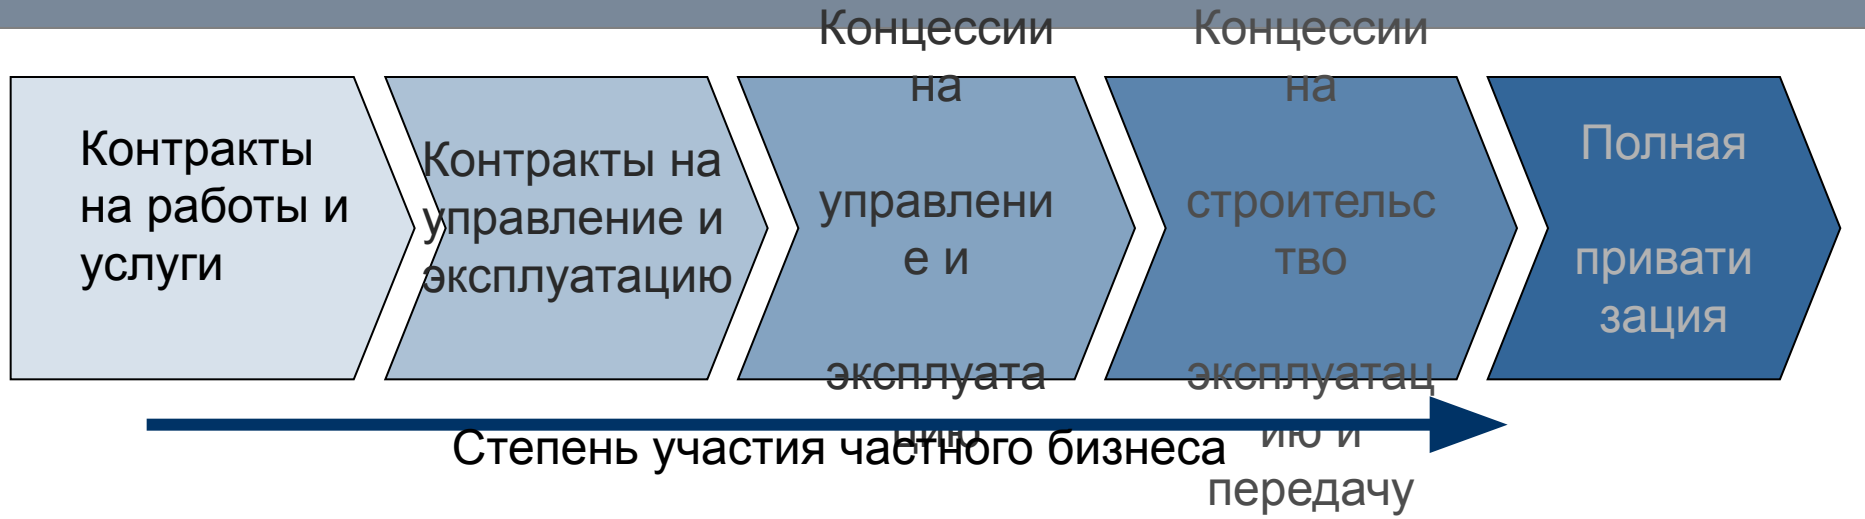 Контракты
на работы и
услуги
Контракты на
управление и
эксплуатацию
Концессии
на
управлени
е и
эксплуата
цию
Концессии
на
строительс
тво
эксплуатац
ию и
передачу
Полная
привати
зация
Степень участия частного бизнеса